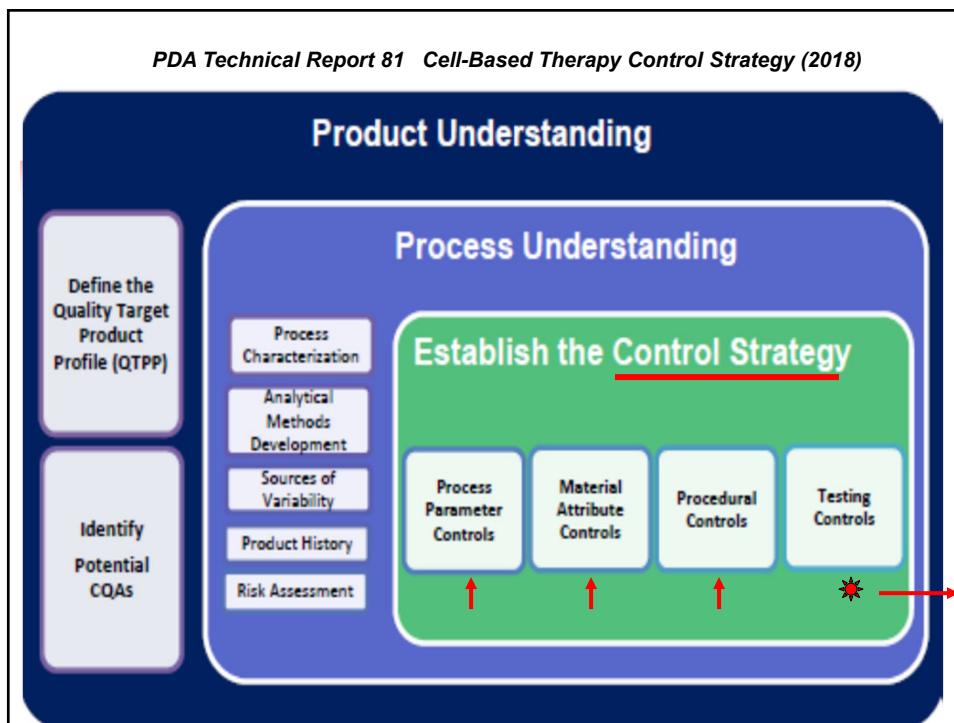 PDA Technical Report 81 Cell-Based Therapy Control Strategy (2018)
Product Understanding
Define the
Quality Target
Product
Profile (QTPP)
Identify
Potential
CQAs
Process Understanding
Process
Characterization
Analytical
Methods
Development
Sources of
Variability
Product History
Risk Assessment
Establish the Control Strategy
Process
Parameter
Controls
Material
Attribute
Controls
Procedural
Controls
Testing
Controls